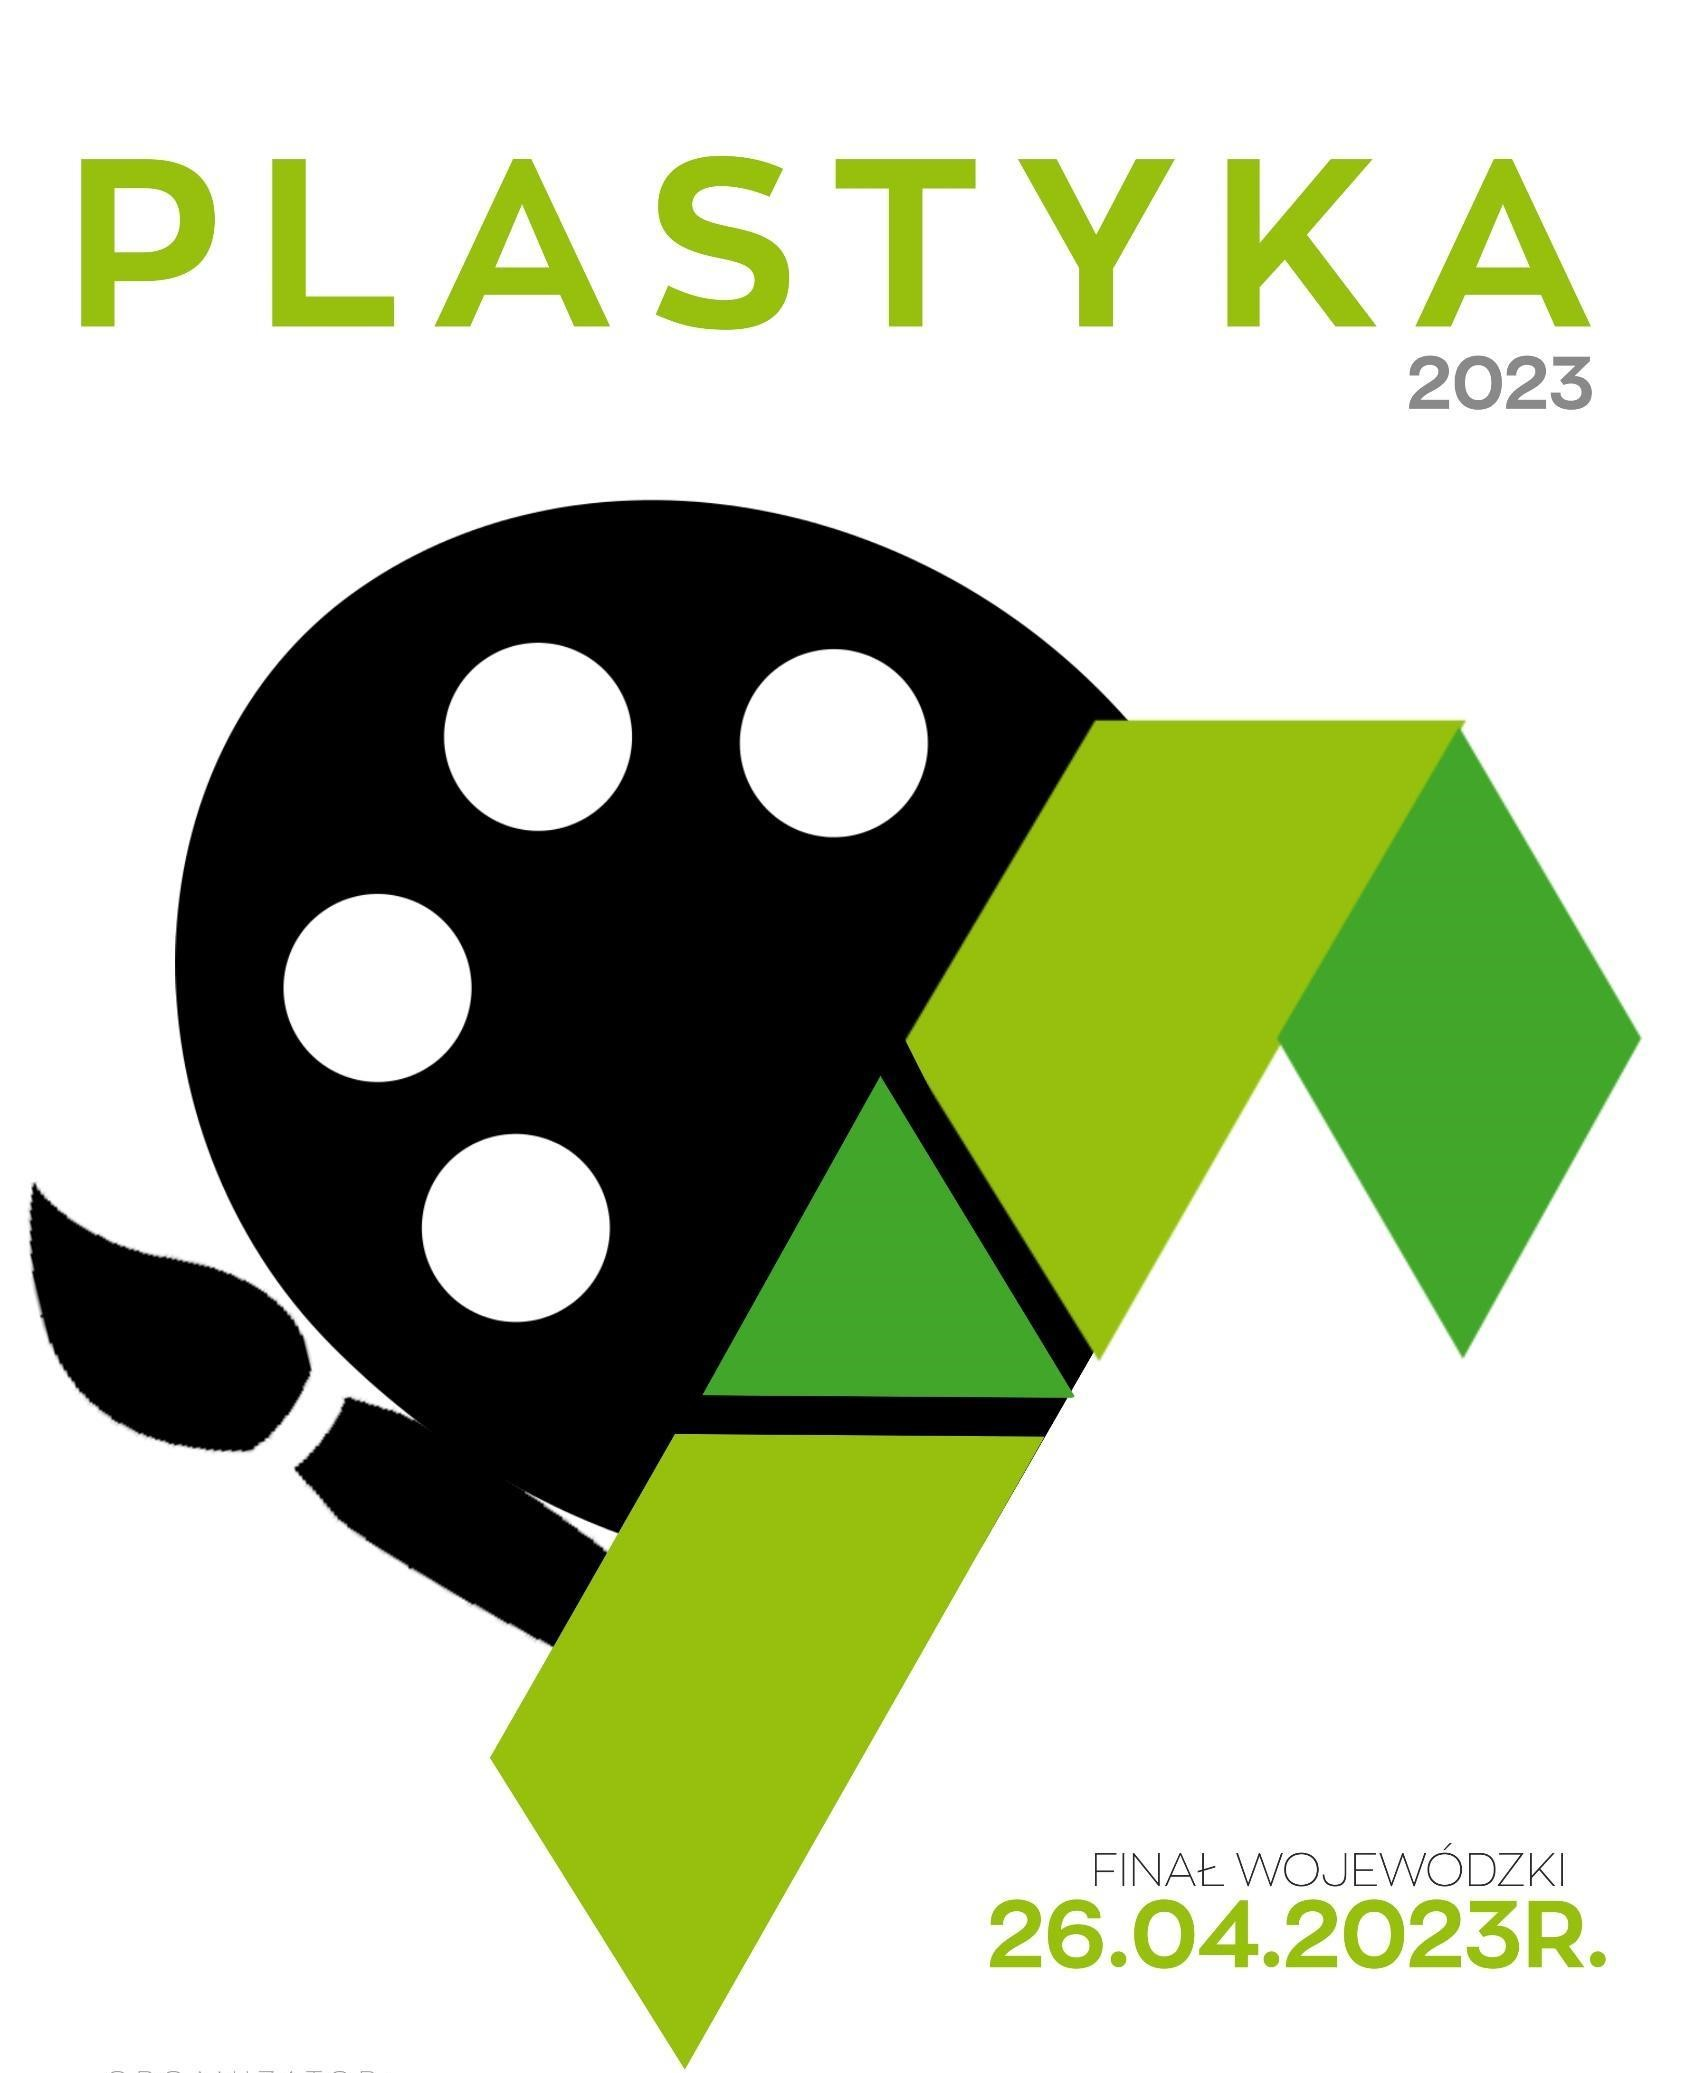 PLASTYKA
2023
FINAŁ WOJEWÓDZKI
26.04.2023R.